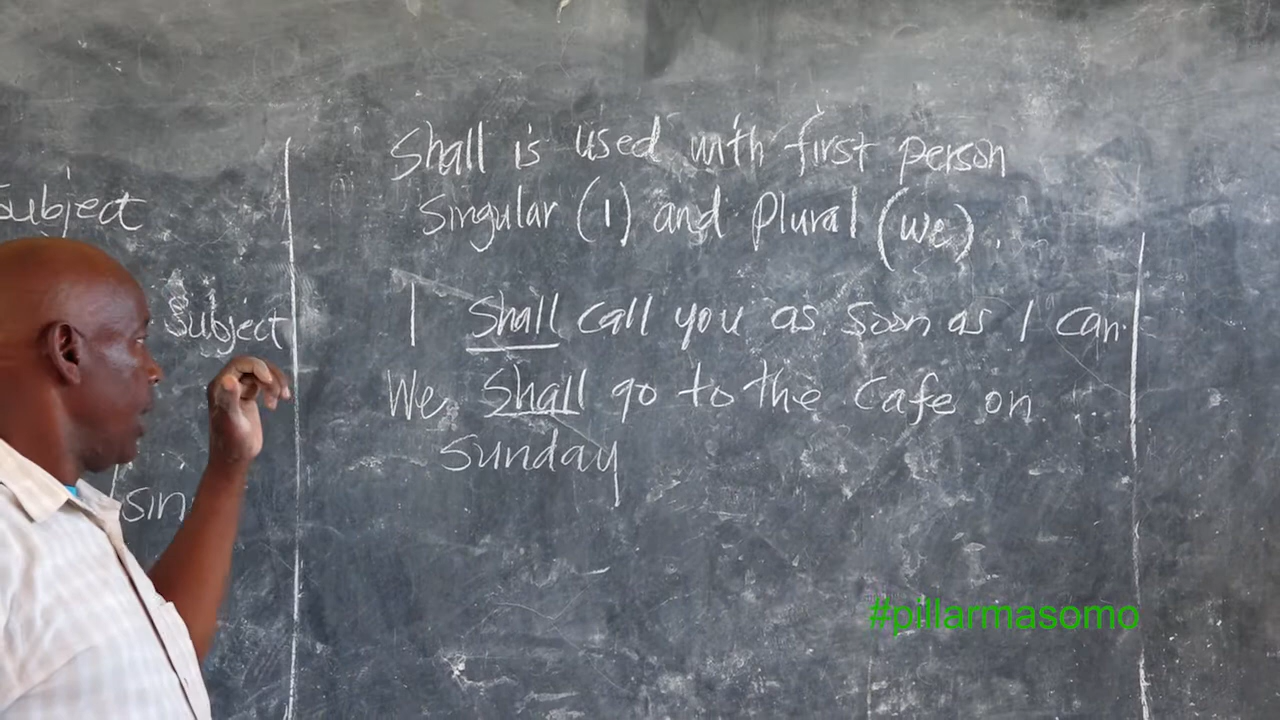 Shall is used with first person
Singular (I) and Plural (we).
I Shall call you as soon as I can.
We Shall go to the Cafe on
Sunday
Subject
Subject
sin
#pillarmasomo